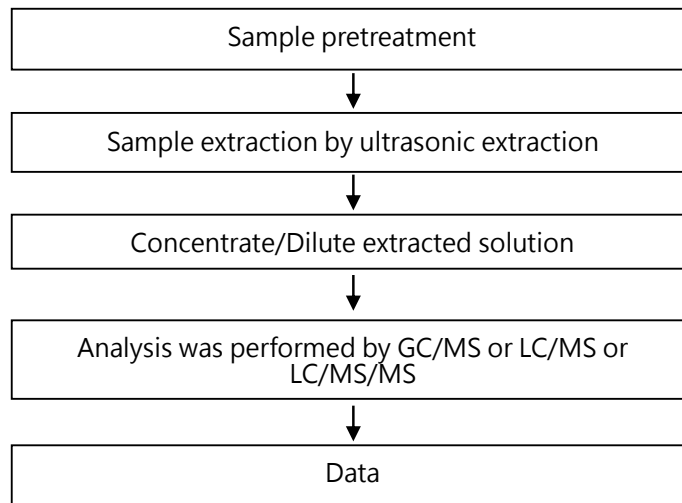 Sample pretreatment
Sample extraction by ultrasonic extraction
Concentrate/Dilute extracted solution
Analysis was performed by GC/MS or LC/MS or
LC/MS/MS
Data